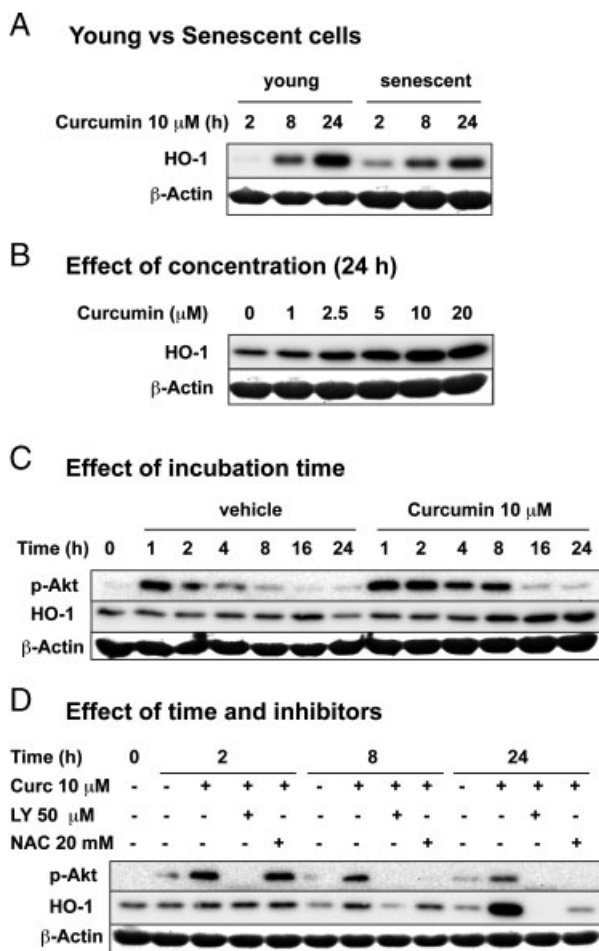 A Young vs Senescent cells
young senescent
Curcumin 10 μM (h) 2 8 24 2 8 24
HO-1
β-Actin
B Effect of concentration (24 h)
Curcumin (μM) 0 1 2.5 5 10 20
HO-1
β-Actin
C Effect of incubation time
vehicle Curcumin 10 μM
Time (h) 0 1 2 4 8 16 24 1 2 4 8 16 24
p-Akt
HO-1
β-Actin
D Effect of time and inhibitors
Time (h) 0 2 8 24
Curc 10 μM - - + + + - + + + - + + +
LY 50 μM - - - + - - - + - - - + -
NAC 20 mM - - - - + - - - + - - - +
p-Akt
HO-1
β-Actin